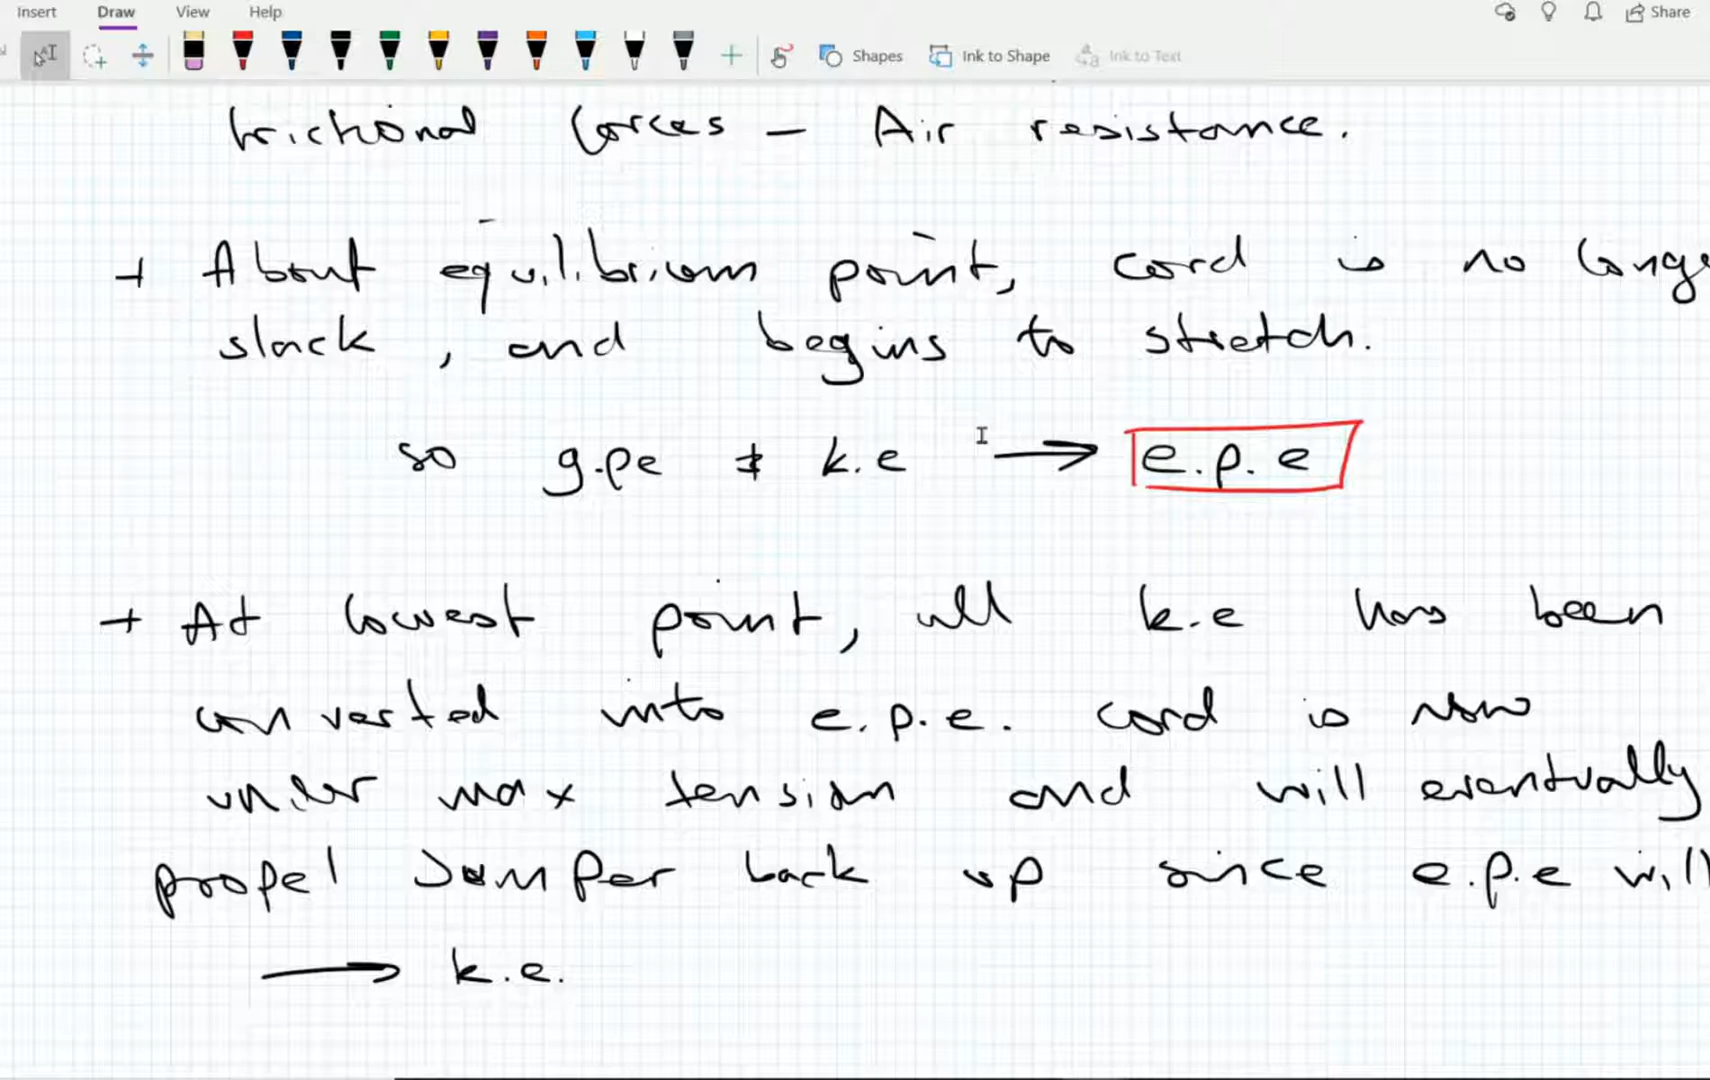 Insert Draw View Help Share
Shapes Ink to Shape Ink to Text
frictional forces - Air resistance.
+ About equilibrium point, cord is no longe
slack, and begins to stretch.
so g.pe & k.e → e.p.e
+ At lowest point, all k.e has been
converted into e.p.e. cord is now
under max tension and will eventually
propel Jumper back up since e.p.e will
→ k.e.